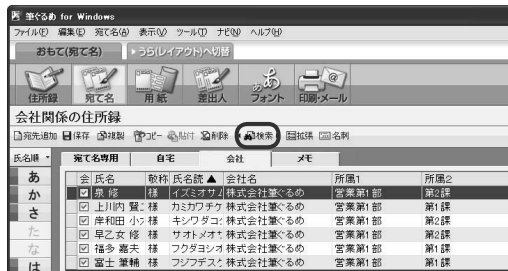 筆ぐるめ for Windows
ファイル(F) 編集(E) 宛て名(A) 表示(V) ツール(T) ナビ(N) ヘルプ(H)
おもて(宛て名) ▶うら(レイアウト)へ切替
住所録 宛て名 用紙 差出人 フォント 印刷・メール
会社関係の住所録
宛先追加 保存 複製 コピー 貼付 削除 検索 拡張 名刺
氏名順 宛て名専用 自宅 会社 メモ
会 氏名 敬称 氏名読▲ 会社名 所属1 所属2
あ 泉 修 様 イズミオサム 株式会社筆ぐるめ 営業第1部 第2課
か 上川内 賢二 様 カミカワチケ 株式会社筆ぐるめ 営業第1部 第1課
さ 岸和田 小 様 キシワダコ 株式会社筆ぐるめ 営業第1部 第2課
た 早乙女 修 様 サオトメオサ 株式会社筆ぐるめ 営業第1部 第2課
な 福多 嘉夫 様 フクダヨシオ 株式会社筆ぐるめ 営業第1部 第1課
は 富士 筆輔 様 フジフデス 株式会社筆ぐるめ 営業第1部 第1課